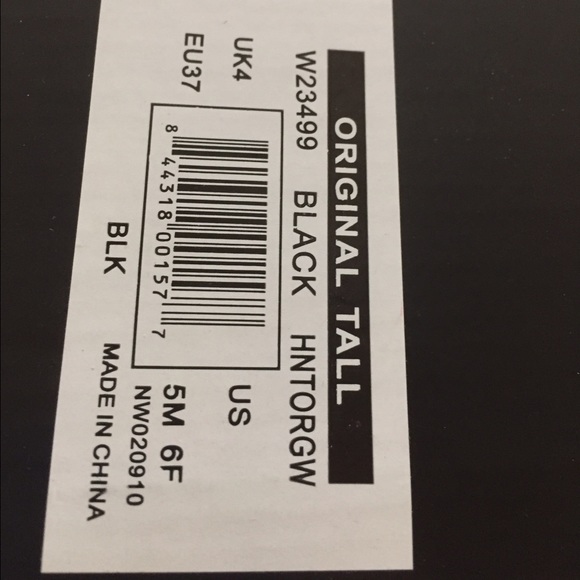 ORIGINAL TALL
W23499 BLACK HNTORGW
UK4 US
EU37 5M 6F
8 44318 00157 7
NW020910
BLK MADE IN CHINA